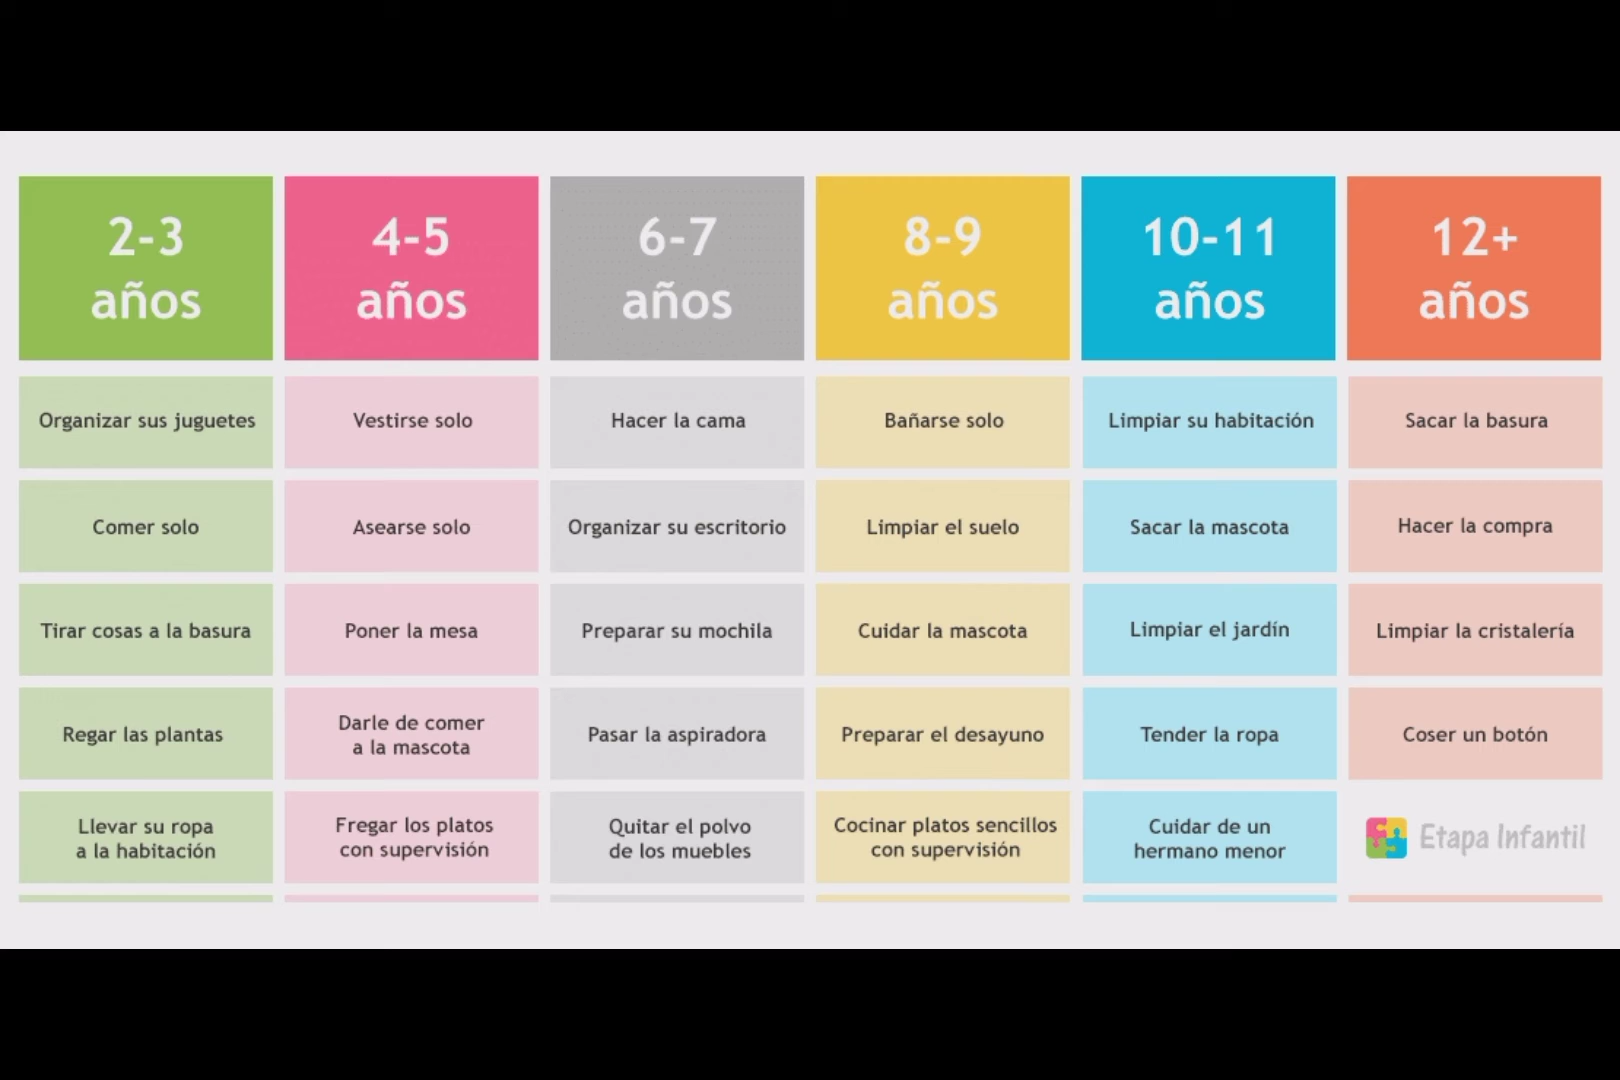 2-3
años
4-5
años
6-7
años
8-9
años
10-11
años
12+
años
Organizar sus juguetes
Vestirse solo
Hacer la cama
Bañarse solo
Limpiar su habitación
Sacar la basura
Comer solo
Asearse solo
Organizar su escritorio
Limpiar el suelo
Sacar la mascota
Hacer la compra
Tirar cosas a la basura
Poner la mesa
Preparar su mochila
Cuidar la mascota
Limpiar el jardín
Limpiar la cristalería
Regar las plantas
Darle de comer
a la mascota
Pasar la aspiradora
Preparar el desayuno
Tender la ropa
Coser un botón
Llevar su ropa
a la habitación
Fregar los platos
con supervisión
Quitar el polvo
de los muebles
Cocinar platos sencillos
con supervisión
Cuidar de un
hermano menor
Etapa Infantil